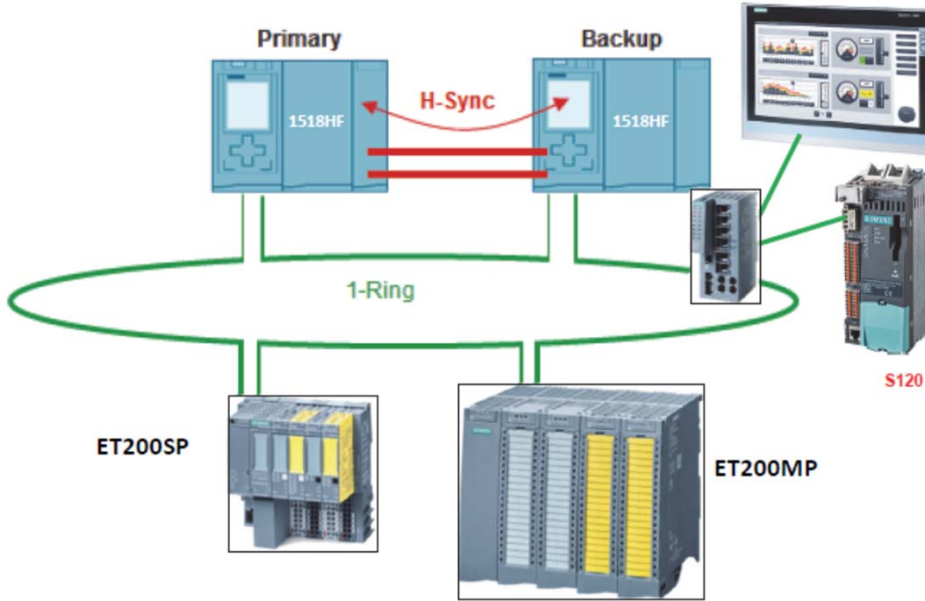 Primary
Backup
H-Sync
1518HF
1518HF
1-Ring
S120
ET200SP
ET200MP